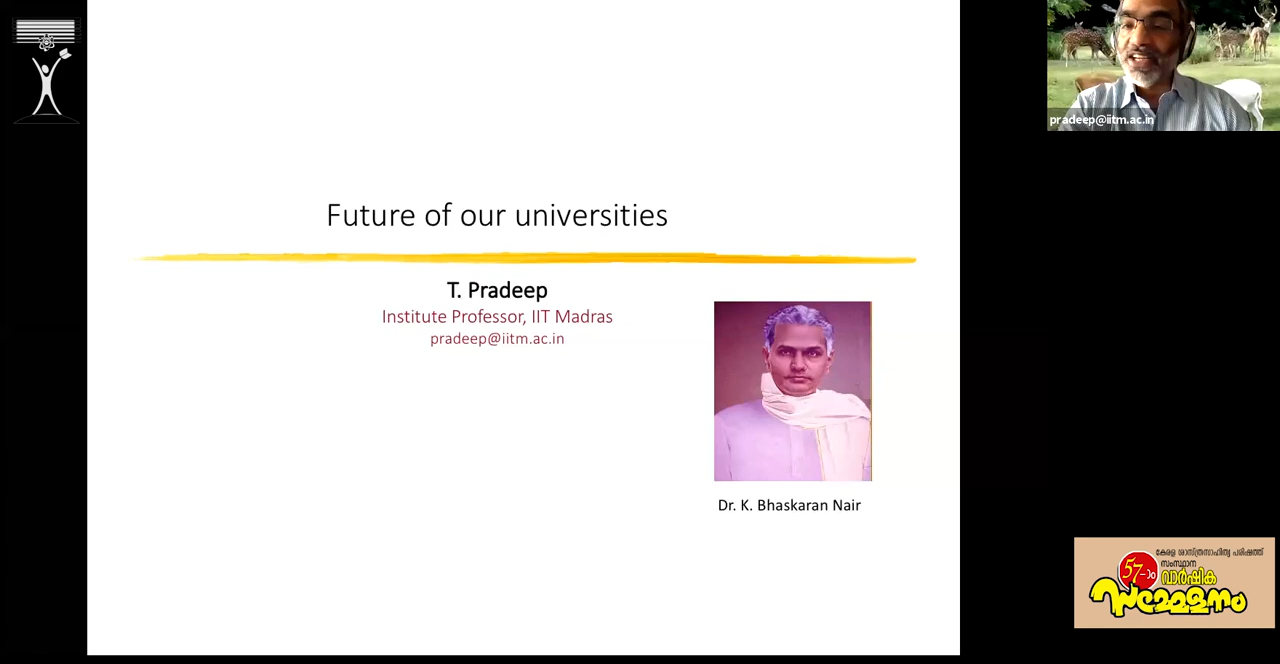 Future of our universities
T. Pradeep
Institute Professor, IIT Madras
pradeep@iitm.ac.in
Dr. K. Bhaskaran Nair
pradeep@iitm.ac.in
കേരള ശാസ്ത്രസാഹിത്യ പരിഷത്ത്
57-ാം
സംസ്ഥാന
വാർഷിക
സമ്മേളനം